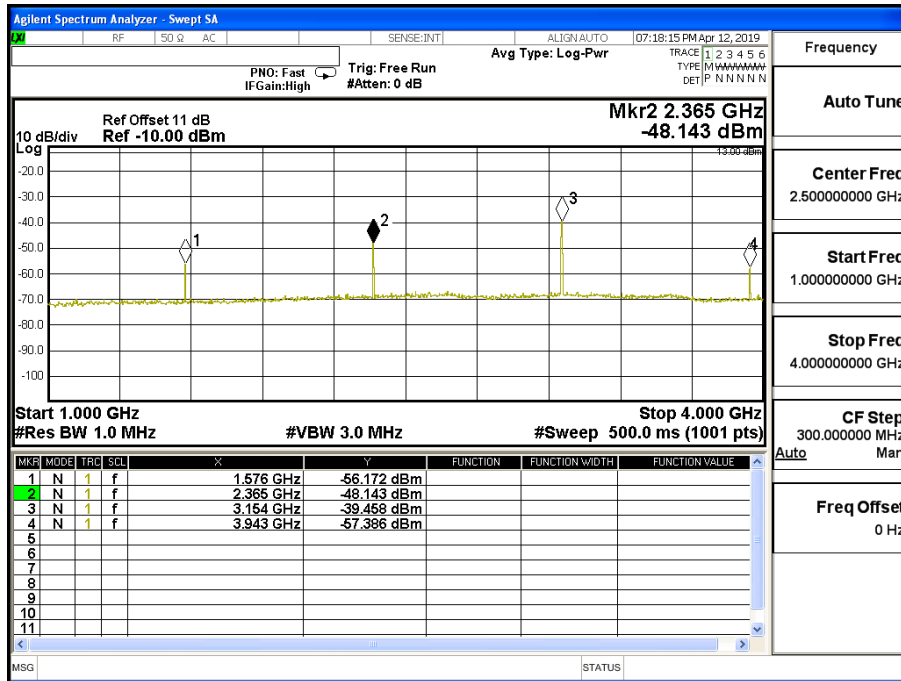 Agilent Spectrum Analyzer - Swept SA
LXI RF 50 Ω AC SENSE:INT ALIGN AUTO 07:18:15 PM Apr 12, 2019
Avg Type: Log-Pwr
TRACE 1 2 3 4 5 6
TYPE M WWWWW
DET P N N N N N
PNO: Fast
IFGain:High
Trig: Free Run
#Atten: 0 dB
Frequency
Mkr2 2.365 GHz
-48.143 dBm
Ref Offset 11 dB
Ref -10.00 dBm
10 dB/div
Log
-13.00 dBm
-20.0
-30.0
-40.0
-50.0
-60.0
-70.0
-80.0
-90.0
-100
1
2
3
4
Start 1.000 GHz
Stop 4.000 GHz
#Res BW 1.0 MHz
#VBW 3.0 MHz
#Sweep 500.0 ms (1001 pts)
MKR MODE TRC SCL X Y FUNCTION FUNCTION WIDTH FUNCTION VALUE
1 N 1 f 1.576 GHz -56.172 dBm
2 N 1 f 2.365 GHz -48.143 dBm
3 N 1 f 3.154 GHz -39.458 dBm
4 N 1 f 3.943 GHz -57.386 dBm
5
6
7
8
9
10
11
MSG
STATUS
Auto Tune
Center Freq
2.500000000 GHz
Start Freq
1.000000000 GHz
Stop Freq
4.000000000 GHz
CF Step
300.000000 MHz
Auto Man
Freq Offset
0 Hz